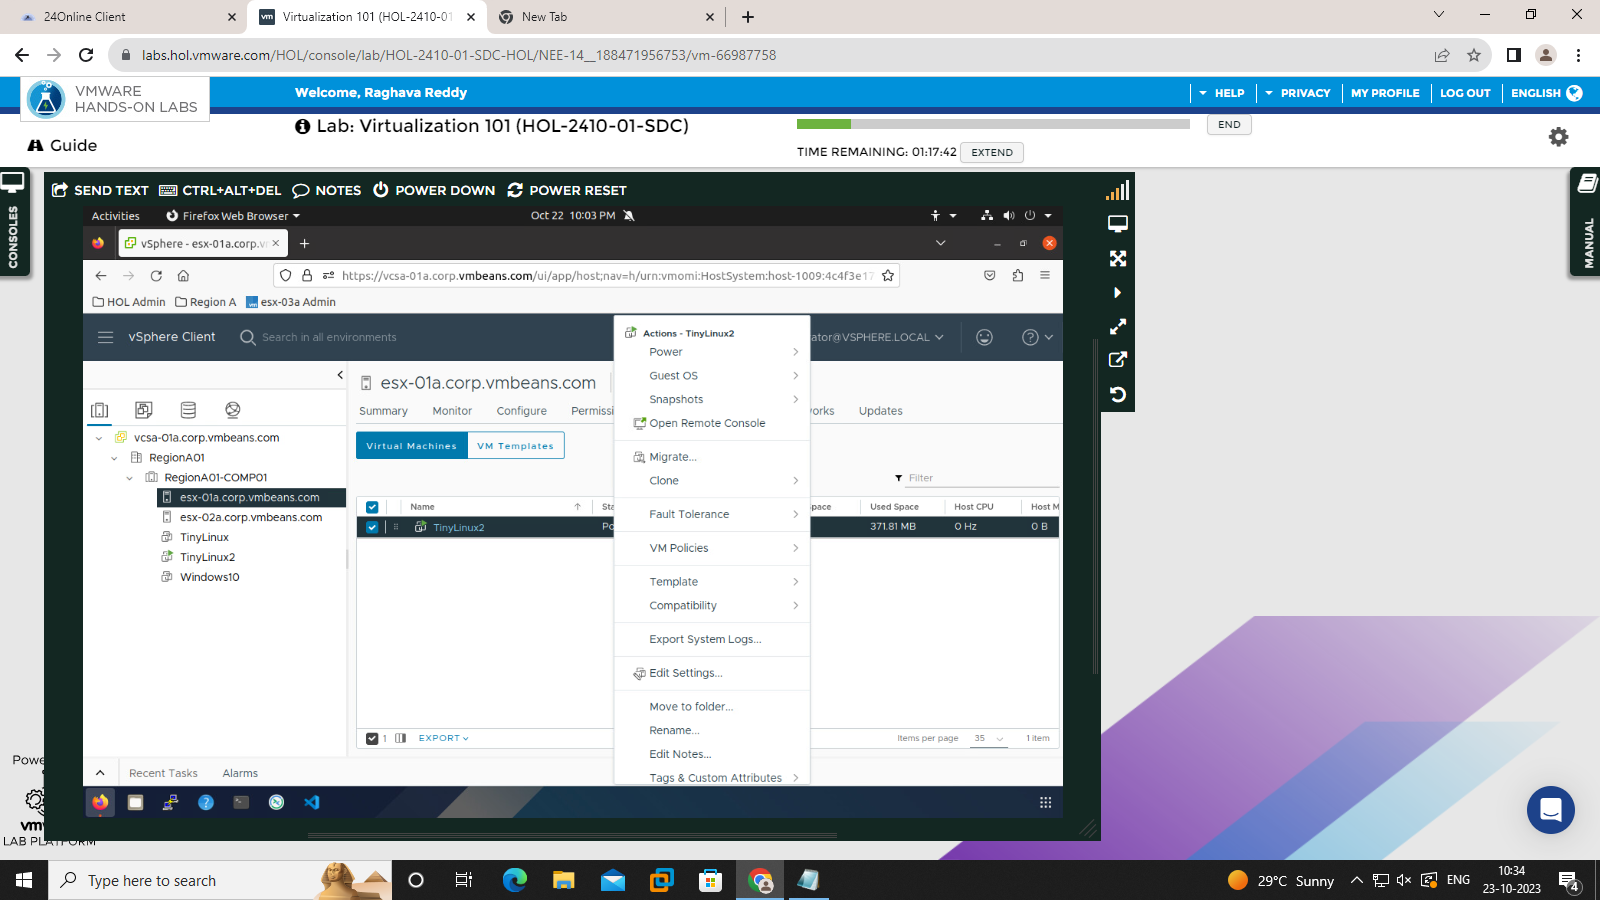 24Online Client
Virtualization 101 (HOL-2410-01
New Tab
labs.hol.vmware.com/HOL/console/lab/HOL-2410-01-SDC-HOL/NEE-14__188471956753/vm-66987758
VMWARE
HANDS-ON LABS
Welcome, Raghava Reddy
HELP
PRIVACY
MY PROFILE
LOG OUT
ENGLISH
Guide
Lab: Virtualization 101 (HOL-2410-01-SDC)
END
TIME REMAINING: 01:17:42
EXTEND
CONSOLES
MANUAL
SEND TEXT
CTRL+ALT+DEL
NOTES
POWER DOWN
POWER RESET
Activities
Firefox Web Browser
Oct 22 10:03 PM
vSphere - esx-01a.corp.v
https://vcsa-01a.corp.vmbeans.com/ui/app/host;nav=h/urn:vmomi:HostSystem:host-1009:4c4f3e17
HOL Admin
Region A
esx-03a Admin
vSphere Client
Search in all environments
ator@VSPHERE.LOCAL
vcsa-01a.corp.vmbeans.com
RegionA01
RegionA01-COMP01
esx-01a.corp.vmbeans.com
esx-02a.corp.vmbeans.com
TinyLinux
TinyLinux2
Windows10
esx-01a.corp.vmbeans.com
Summary
Monitor
Configure
Permissi
orks
Updates
Virtual Machines
VM Templates
Filter
Name
Sta
pace
Used Space
Host CPU
Host M
TinyLinux2
Po
371.81 MB
0 Hz
0 B
1
EXPORT
Items per page
35
1 item
Actions - TinyLinux2
Power
Guest OS
Snapshots
Open Remote Console
Migrate...
Clone
Fault Tolerance
VM Policies
Template
Compatibility
Export System Logs...
Edit Settings...
Move to folder...
Rename...
Edit Notes...
Tags & Custom Attributes
Recent Tasks
Alarms
Powe
vmw
LAB PLATFORM
Type here to search
29°C Sunny
ENG
10:34
23-10-2023
4